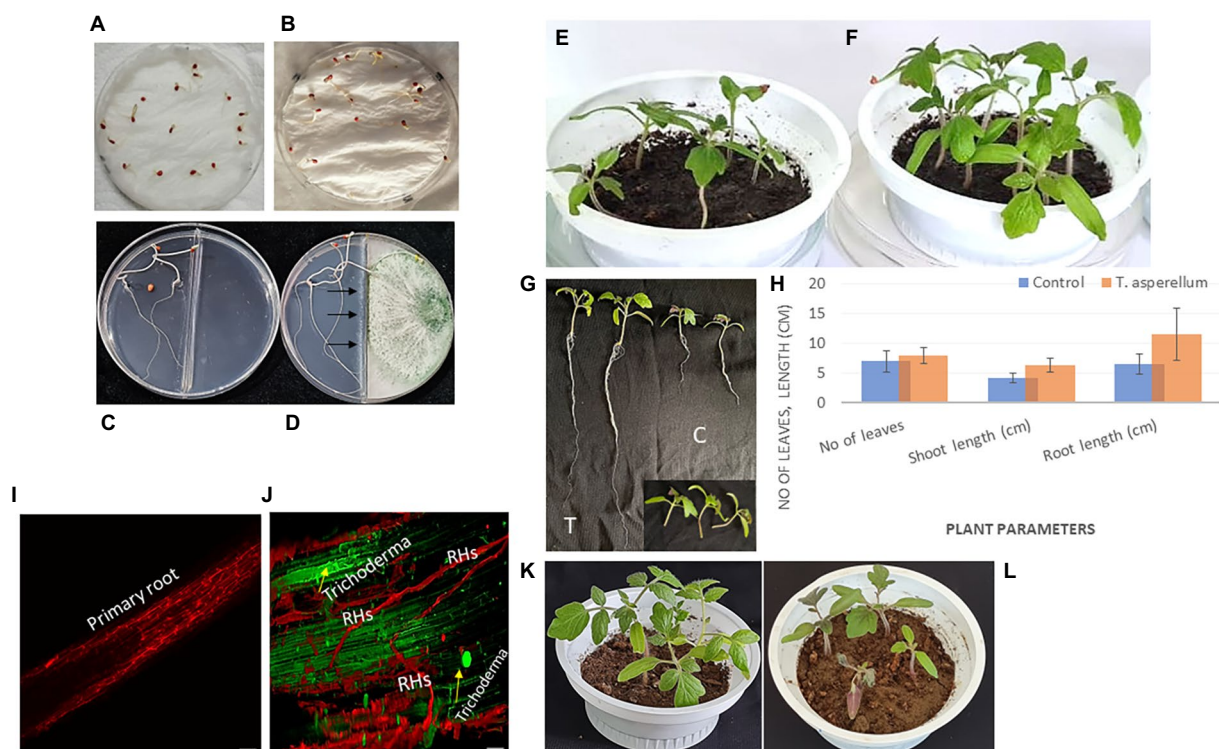 A
B
C
D
E
F
G
T
C
H
Control
T. asperellum
NO OF LEAVES, LENGTH (CM)
20
15
10
5
0
No of leaves
Shoot length (cm)
Root length (cm)
PLANT PARAMETERS
I
Primary root
J
Trichoderma
RHs
RHs
RHs
Trichoderma
K
L